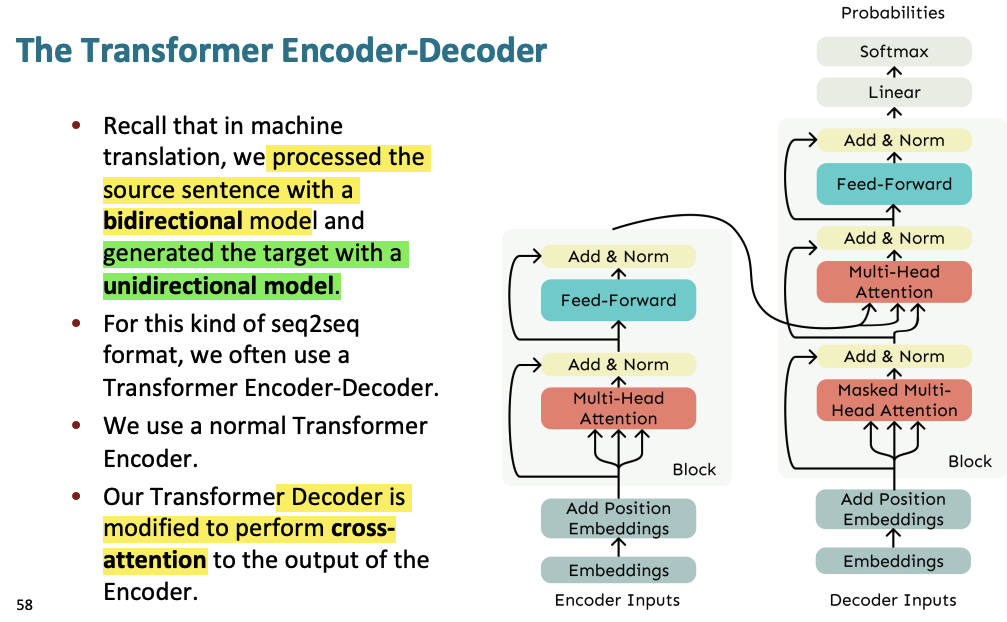 The Transformer Encoder-Decoder
• Recall that in machine
translation, we processed the
source sentence with a
bidirectional model and
generated the target with a
unidirectional model.
• For this kind of seq2seq
format, we often use a
Transformer Encoder-Decoder.
• We use a normal Transformer
Encoder.
• Our Transformer Decoder is
modified to perform cross-
attention to the output of the
Encoder.
58
Add & Norm
Feed-Forward
Add & Norm
Multi-Head
Attention
Block
Add Position
Embeddings
Embeddings
Encoder Inputs
Probabilities
Softmax
Linear
Add & Norm
Feed-Forward
Add & Norm
Multi-Head
Attention
Add & Norm
Masked Multi-
Head Attention
Block
Add Position
Embeddings
Embeddings
Decoder Inputs